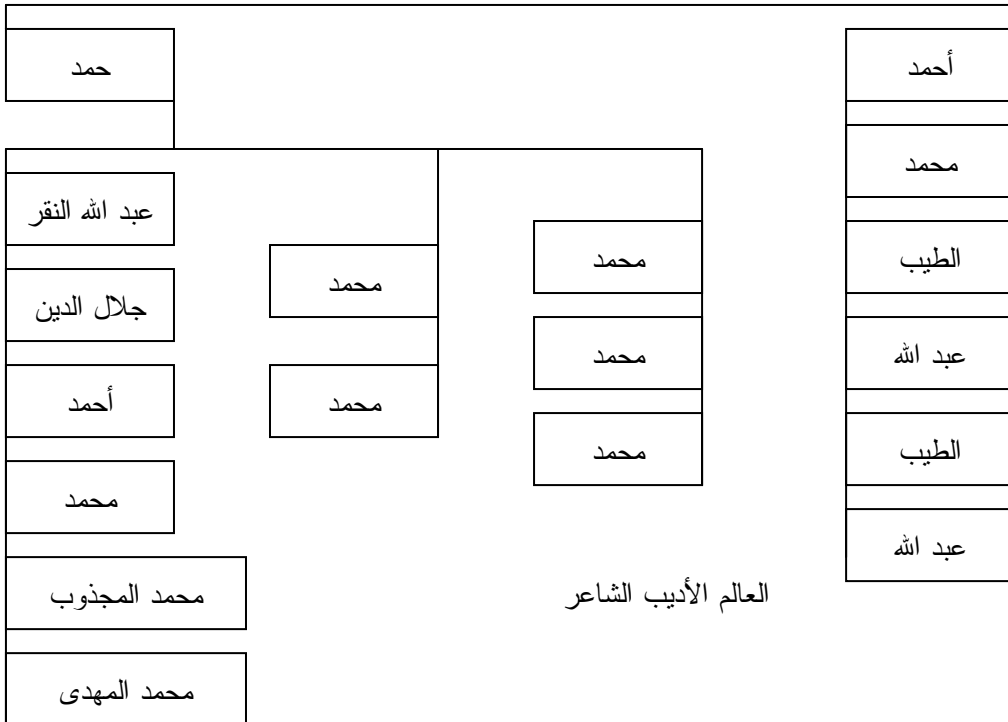 أحمد
محمد
الطيب
عبد الله
الطيب
عبد الله
حمد
محمد
محمد
محمد
محمد
محمد
عبد الله النقر
جلال الدين
أحمد
محمد
محمد المجذوب
محمد المهدى
العالم الأديب الشاعر